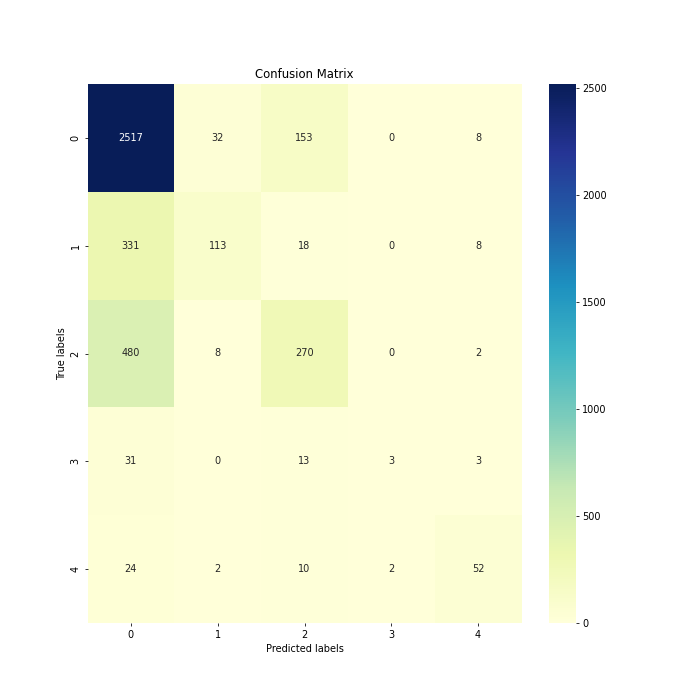 Confusion Matrix
True labels
0
2517 32 153 0 8
1
331 113 18 0 8
2
480 8 270 0 2
3
31 0 13 3 3
4
24 2 10 2 52
0 1 2 3 4
Predicted labels
2500
2000
1500
1000
500
0